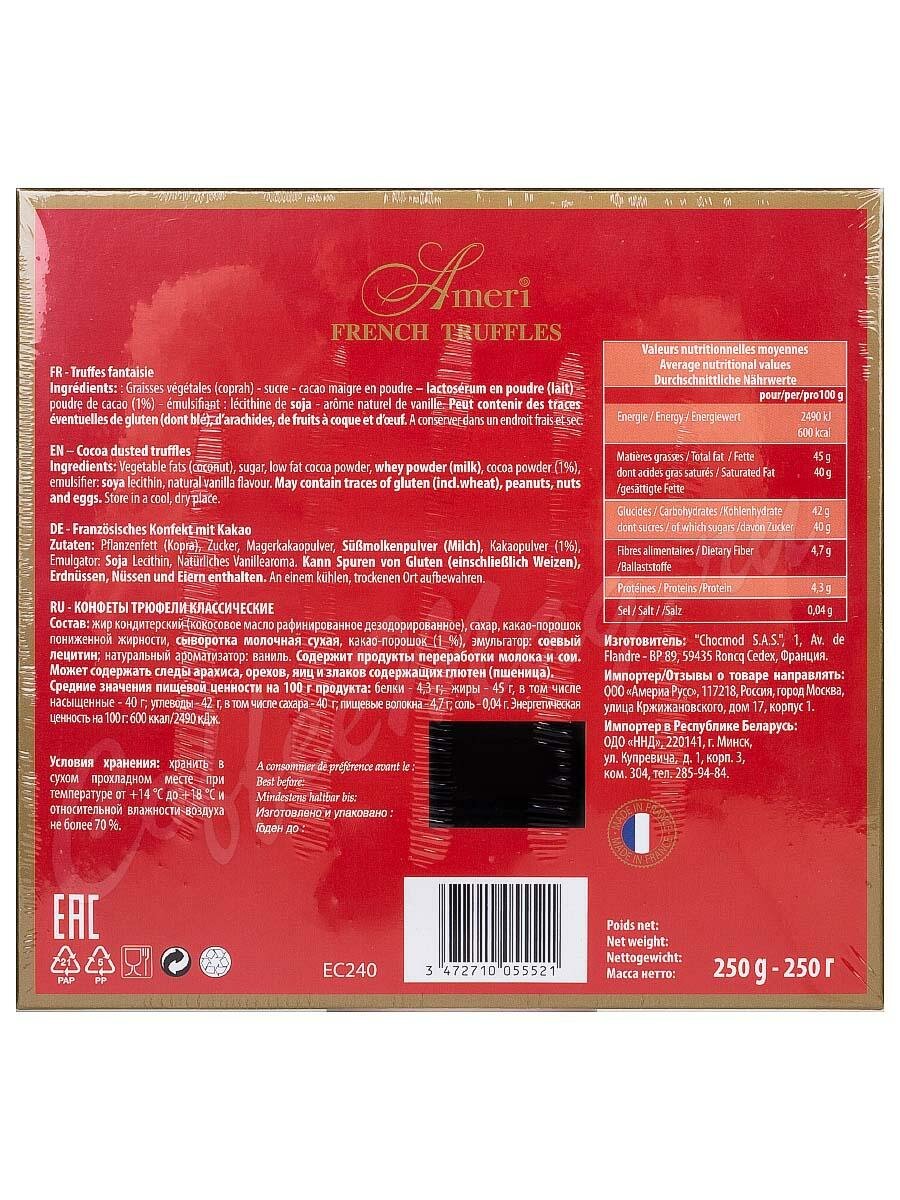 Ameri®
FRENCH TRUFFLES
FR - Truffes fantaisie
Ingrédients: : Graisses végétales (coprah) - sucre - cacao maigre en poudre – lactosérum en poudre (lait) –
poudre de cacao (1%) - émulsifiant : lécithine de soja - arôme naturel de vanille. Peut contenir des traces
éventuelles de gluten (dont blé), d'arachides, de fruits à coque et d'œuf. A conserver dans un endroit frais et sec.
EN – Cocoa dusted truffles
Ingredients: Vegetable fats (coconut), sugar, low fat cocoa powder, whey powder (milk), cocoa powder (1%),
emulsifier: soya lecithin, natural vanilla flavour. May contain traces of gluten (incl.wheat), peanuts, nuts
and eggs. Store in a cool, dry place.
DE - Französisches Konfekt mit Kakao
Zutaten: Pflanzenfett (Kopra), Zucker, Magerkakaopulver, Süßmolkenpulver (Milch), Kakaopulver (1%),
Emulgator: Soja Lecithin, Natürliches Vanillearoma. Kann Spuren von Gluten (einschließlich Weizen),
Erdnüssen, Nüssen und Eiern enthalten. An einem kühlen, trockenen Ort aufbewahren.
RU - КОНФЕТЫ ТРЮФЕЛИ КЛАССИЧЕСКИЕ
Состав: жир кондитерский (кокосовое масло рафинированное дезодорированное), сахар, какао-порошок
пониженной жирности, сыворотка молочная сухая, какао-порошок (1 %), эмульгатор: соевый
лецитин; натуральный ароматизатор: ваниль. Содержит продукты переработки молока и сои.
Может содержать следы арахиса, орехов, яиц и злаков содержащих глютен (пшеница).
Средние значения пищевой ценности на 100 г продукта: белки - 4,3 г; жиры - 45 г, в том числе
насыщенные - 40 г; углеводы - 42 г, в том числе сахара - 40 г; пищевые волокна - 4,7 г; соль - 0,04 г. Энергетическая
ценность на 100 г: 600 ккал/2490 кДж.
Условия хранения: хранить в
сухом прохладном месте при
температуре от +14 °С до +18 °С и
относительной влажности воздуха
не более 70 %.
A consommer de préférence avant le :
Best before:
Mindestens haltbar bis:
Изготовлено и упаковано :
Годен до :
Valeurs nutritionnelles moyennes
Average nutritional values
Durchschnittliche Nährwerte
pour/per/pro100 g
Energie / Energy / Energiewert 2490 kJ
600 kcal
Matières grasses / Total fat / Fette 45 g
dont acides gras saturés / Saturated Fat 40 g
/gesättigte Fette
Glucides / Carbohydrates /Kohlenhydrate 42 g
dont sucres / of which sugars /davon Zucker 40 g
Fibres alimentaires / Dietary Fiber 4,7 g
/Ballaststoffe
Protéines / Proteins /Protein 4,3 g
Sel / Salt //Salz 0,04 g
Изготовитель: "Chocmod S.A.S." 1, Av. de
Flandre - BP 89, 59435 Roncq Cedex, Франция.
Импортер/Отзывы о товаре направлять:
ООО «Америа Русс», 117218, Россия, город Москва,
улица Кржижановского, дом 17, корпус 1.
Импортер в Республике Беларусь:
ОДО «ННД», 220141, г. Минск,
ул. Купревича, д. 1, корп. 3,
ком. 304, тел. 285-94-84.
MADE IN FRANCE
MADE IN FRANCE
EAC
21
PAP
5
PP
EC240
3 472710 055521
Poids net:
Net weight:
Nettogewicht:
Масса нетто:
250 g - 250 г